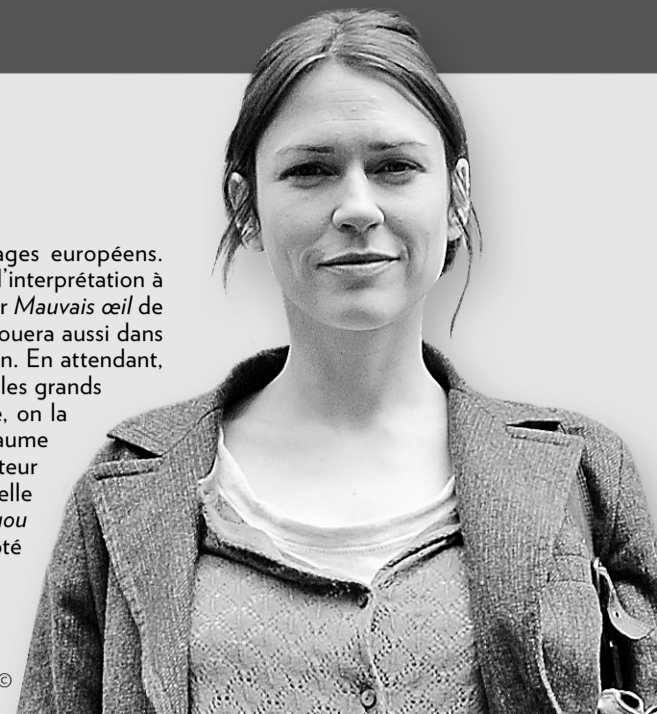 ages européens.
l’interprétation à
r Mauvais œil de
ouera aussi dans
n. En attendant,
les grands
e, on la
aume
teur
elle
gou
oté
©